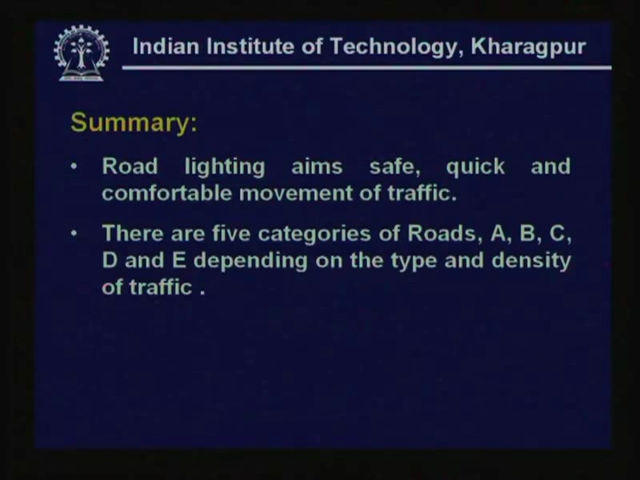 Indian Institute of Technology, Kharagpur
Summary:
• Road lighting aims safe, quick and
comfortable movement of traffic.
• There are five categories of Roads, A, B, C,
D and E depending on the type and density
of traffic .